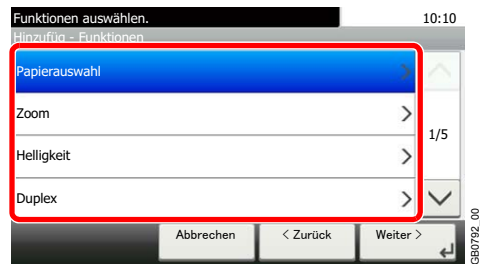 Funktionen auswählen.
10:10
Hinzufüg - Funktionen
Papierauswahl
Zoom
Helligkeit
1/5
Duplex
Abbrechen
< Zurück
Weiter >
GB0792_00